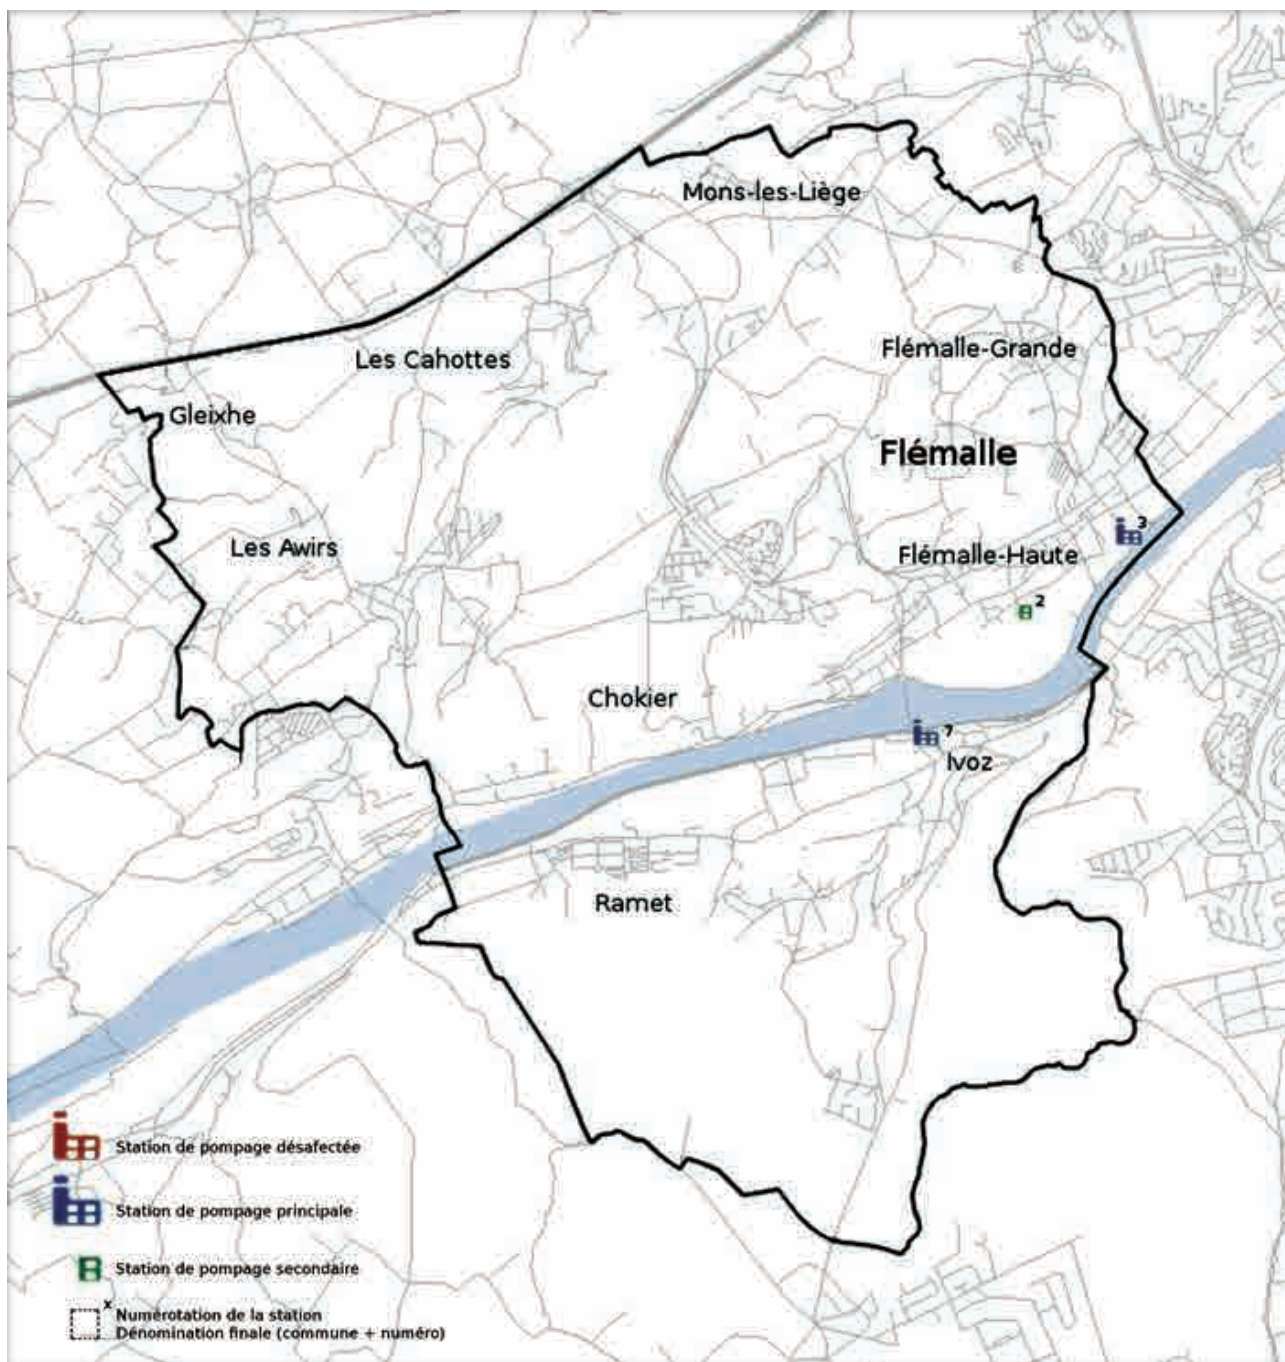 Mons-les-Liège
Flémalle-Grande
Les Cahottes
Gleixhe
Flémalle
3
Les Awirs
Flémalle-Haute
2
Chokier
7
Ivoz
Ramet
Station de pompage désafectée
Station de pompage principale
Station de pompage secondaire
x
Numérotation de la station
Dénomination finale (commune + numéro)